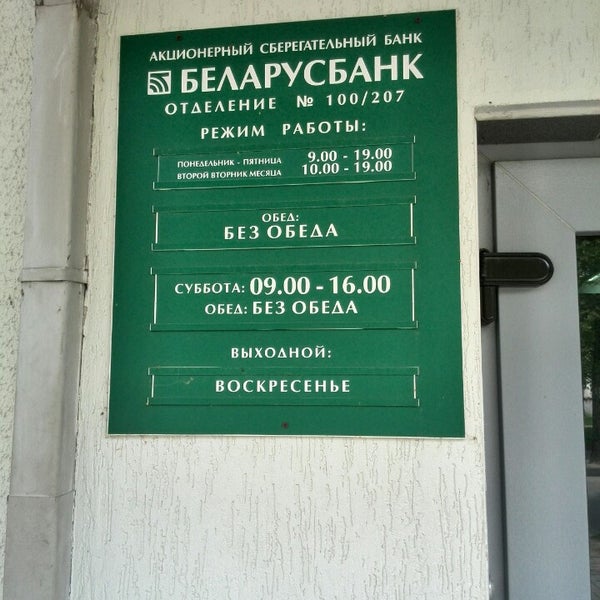 АКЦИОНЕРНЫЙ СБЕРЕГАТЕЛЬНЫЙ БАНК
БЕЛАРУСБАНК
ОТДЕЛЕНИЕ № 100/207
РЕЖИМ РАБОТЫ:
ПОНЕДЕЛЬНИК - ПЯТНИЦА 9.00 - 19.00
ВТОРОЙ ВТОРНИК МЕСЯЦА 10.00 - 19.00
ОБЕД:
БЕЗ ОБЕДА
СУББОТА: 09.00 - 16.00
ОБЕД: БЕЗ ОБЕДА
ВЫХОДНОЙ:
ВОСКРЕСЕНЬЕ